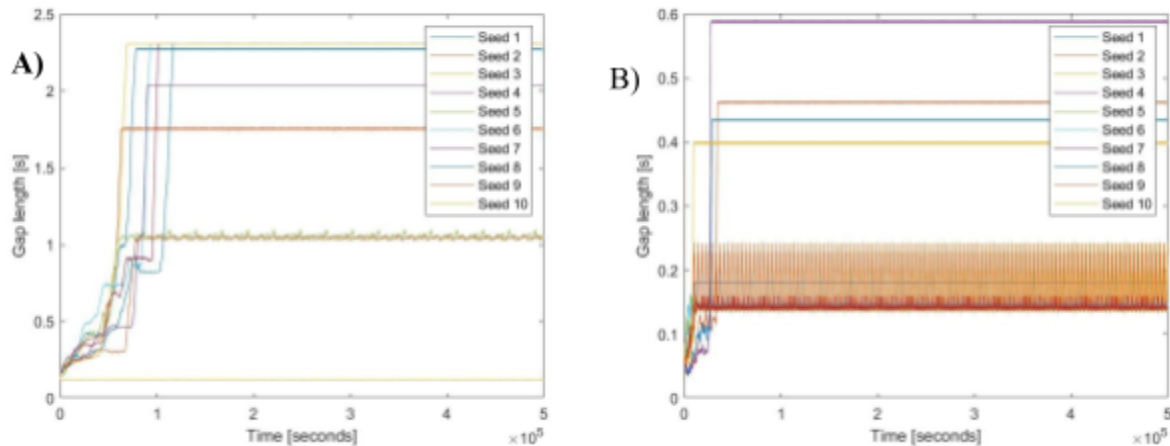 A)
2.5
2
1.5
1
0.5
0
Gap length [s]
0
1
2
3
4
5
×10⁵
Time [seconds]
Seed 1
Seed 2
Seed 3
Seed 4
Seed 5
Seed 6
Seed 7
Seed 8
Seed 9
Seed 10
B)
0.6
0.5
0.4
0.3
0.2
0.1
0
Gap length [s]
0
1
2
3
4
5
×10⁵
Time [seconds]
Seed 1
Seed 2
Seed 3
Seed 4
Seed 5
Seed 6
Seed 7
Seed 8
Seed 9
Seed 10